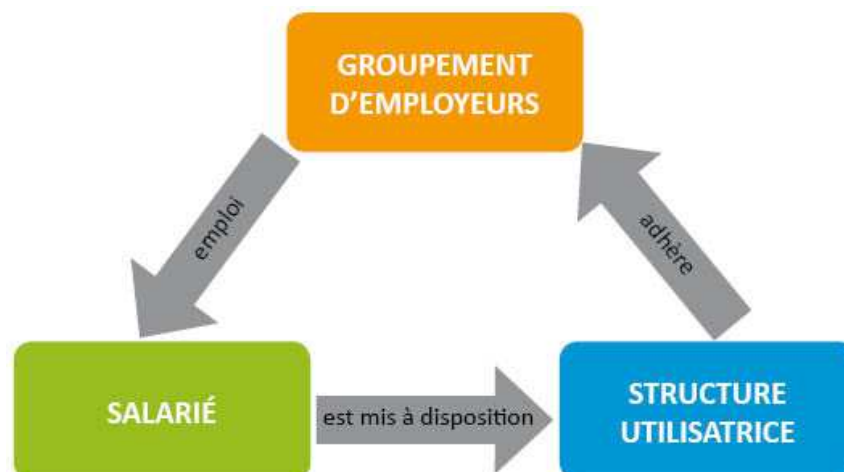 GROUPEMENT
D'EMPLOYEURS
emploi
adhère
SALARIÉ
est mis à disposition
STRUCTURE
UTILISATRICE